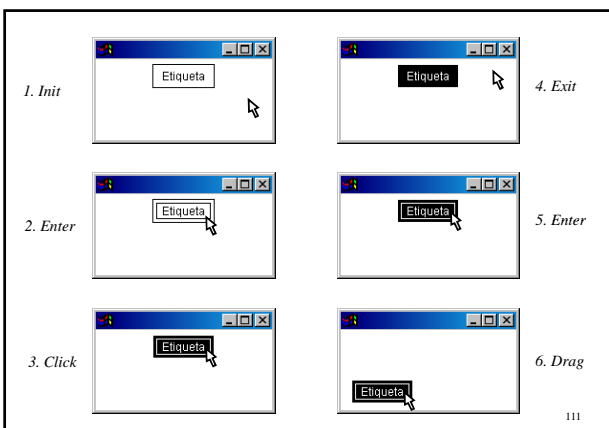 1. Init
Etiqueta
2. Enter
Etiqueta
3. Click
Etiqueta
4. Exit
Etiqueta
5. Enter
Etiqueta
6. Drag
Etiqueta
111